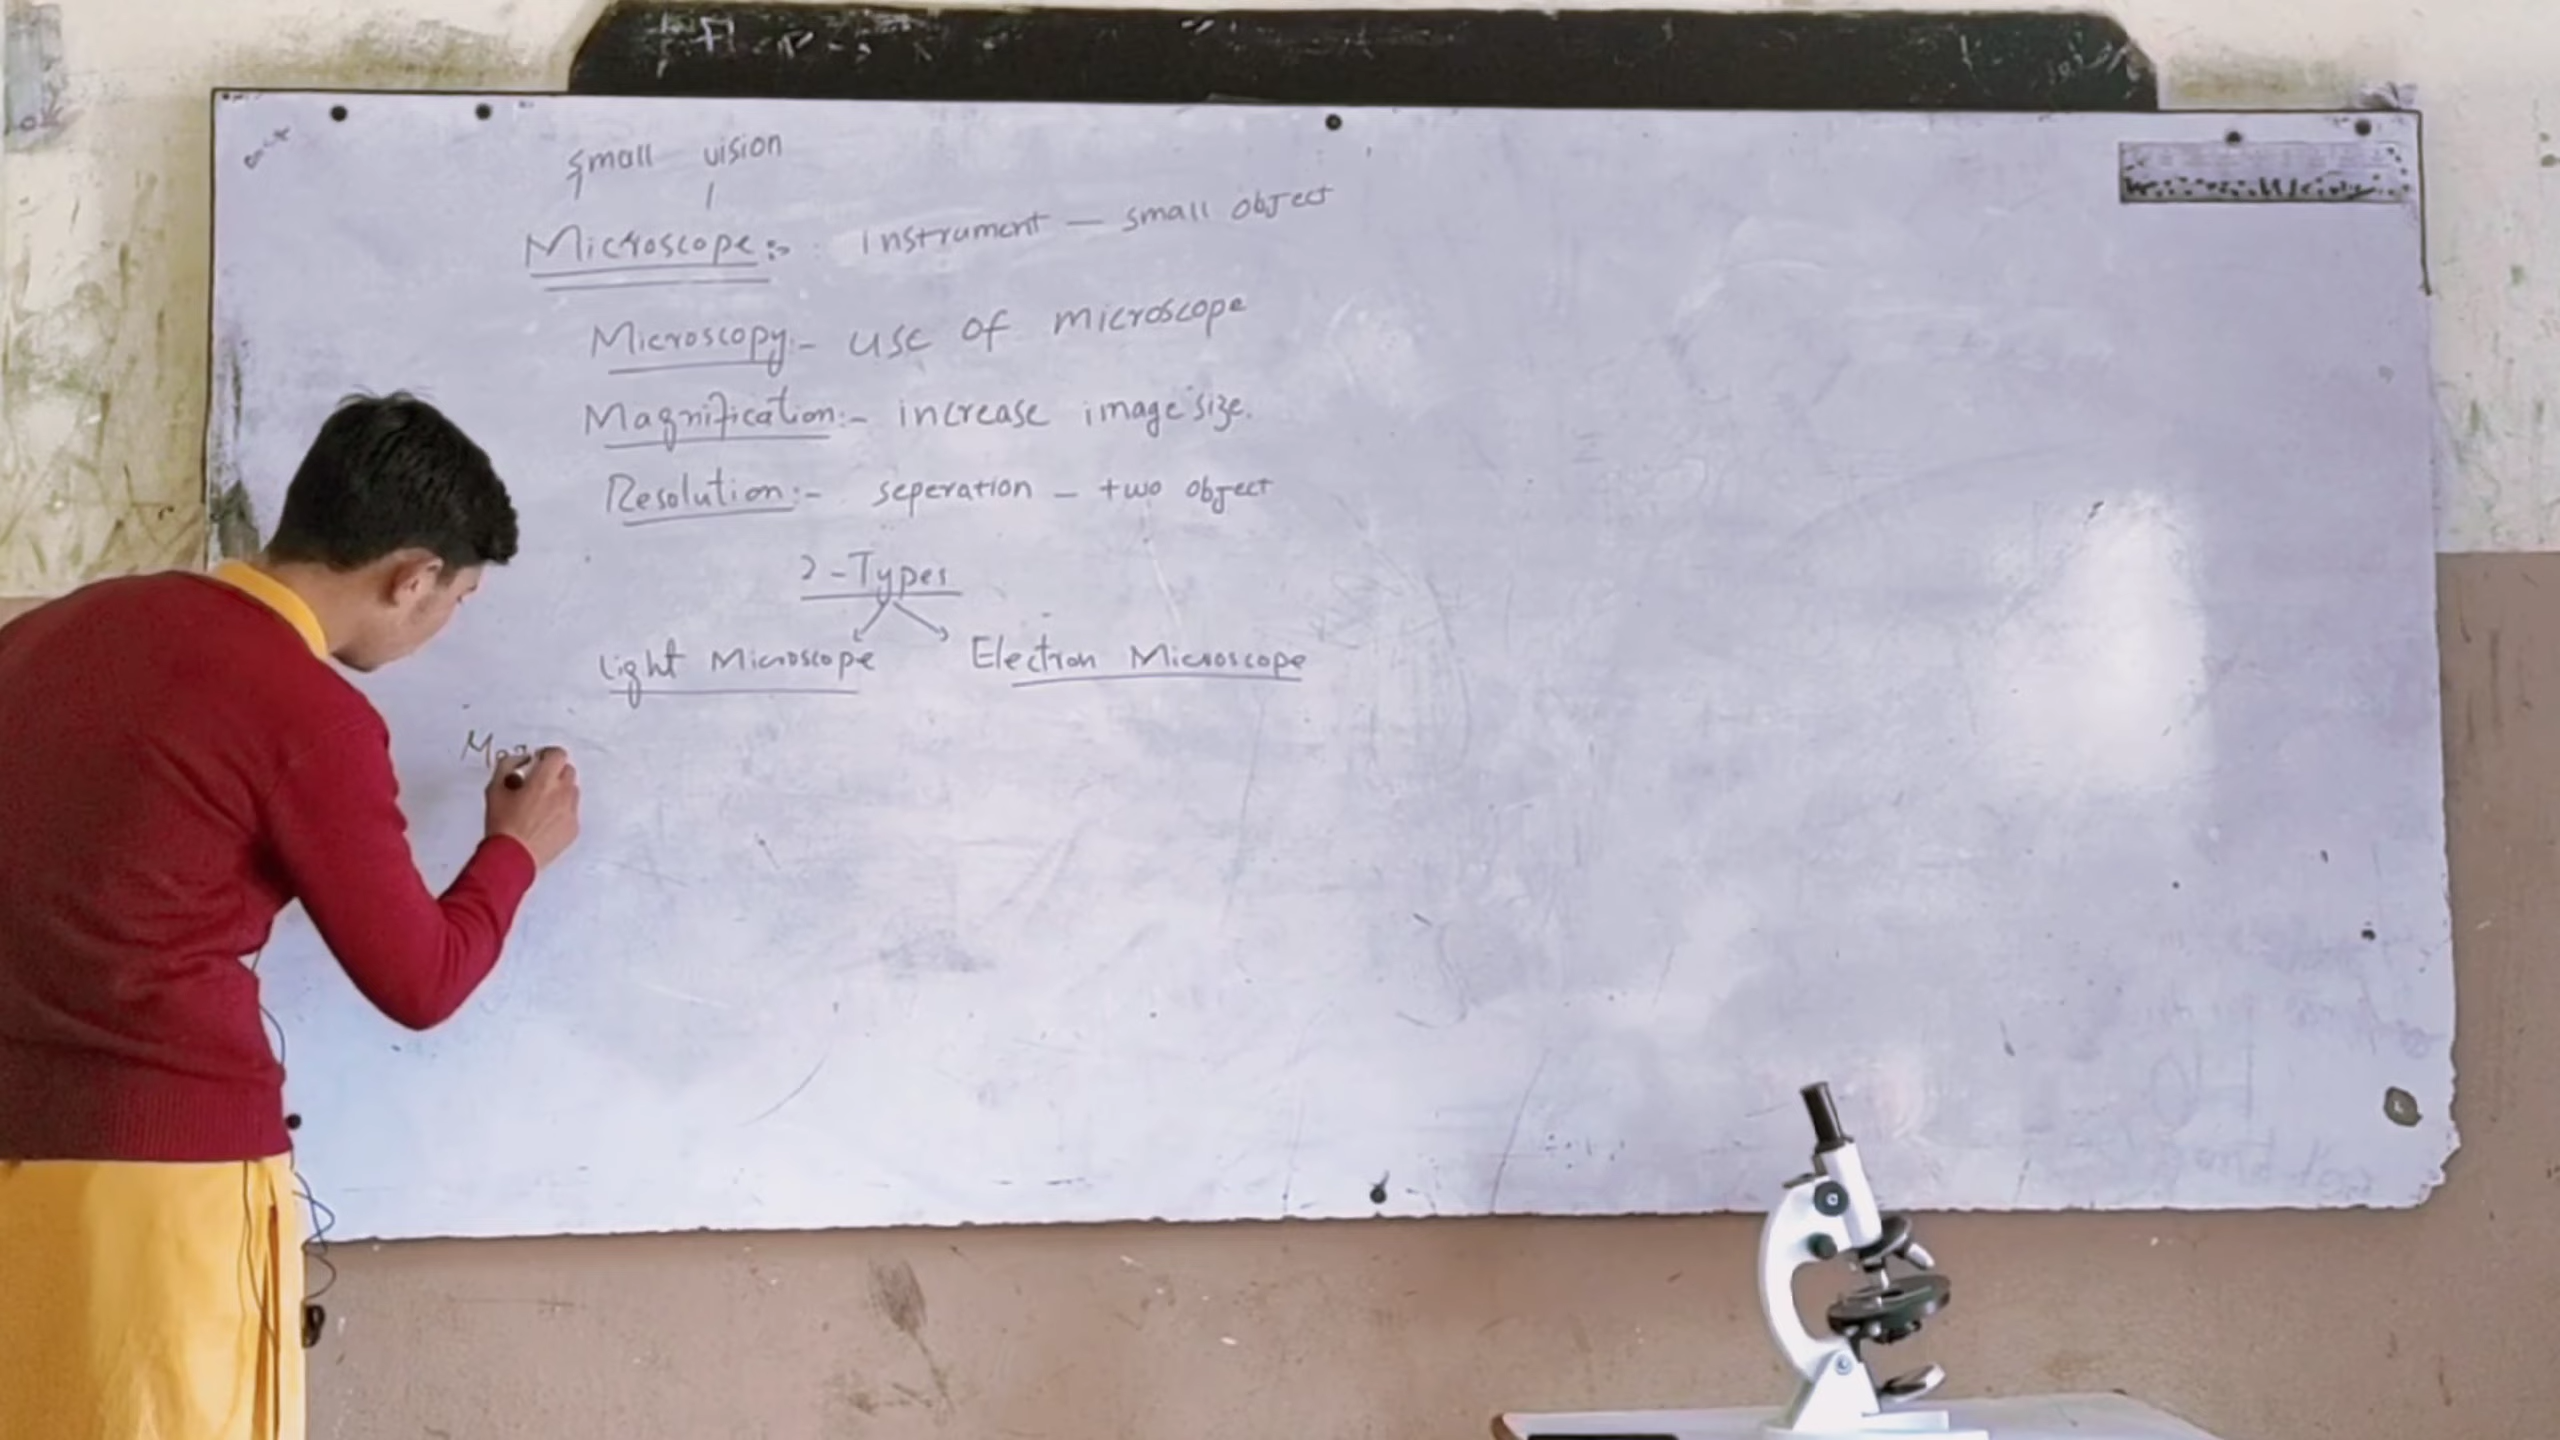 small vision
Microscope:- Instrument — small object
Microscopy:- use of microscope
Magnification:- increase image size.
Resolution:- seperation - two object
2-Types
Light Microscope Electron Microscope